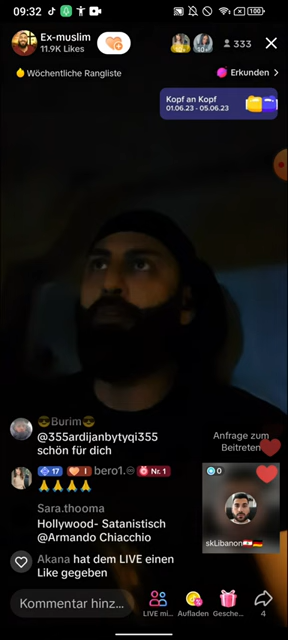 09:32
100
Ex-muslim
11.9K Likes
333
Wöchentliche Rangliste
Erkunden
Kopf an Kopf
01.06.23 - 05.06.23
😎Burim😎
@355ardijanbytyqi355
schön für dich
Anfrage zum
Beitreten
17 I bero1. Nr. 1
🙏🙏🙏🙏
0
Sara.thooma
Hollywood- Satanistisch
@Armando Chiacchio
skLibanon🇱🇧🇩🇪
Akana hat dem LIVE einen
Like gegeben
Kommentar hinz...
LIVE mi...
Aufladen
Gesche...
4